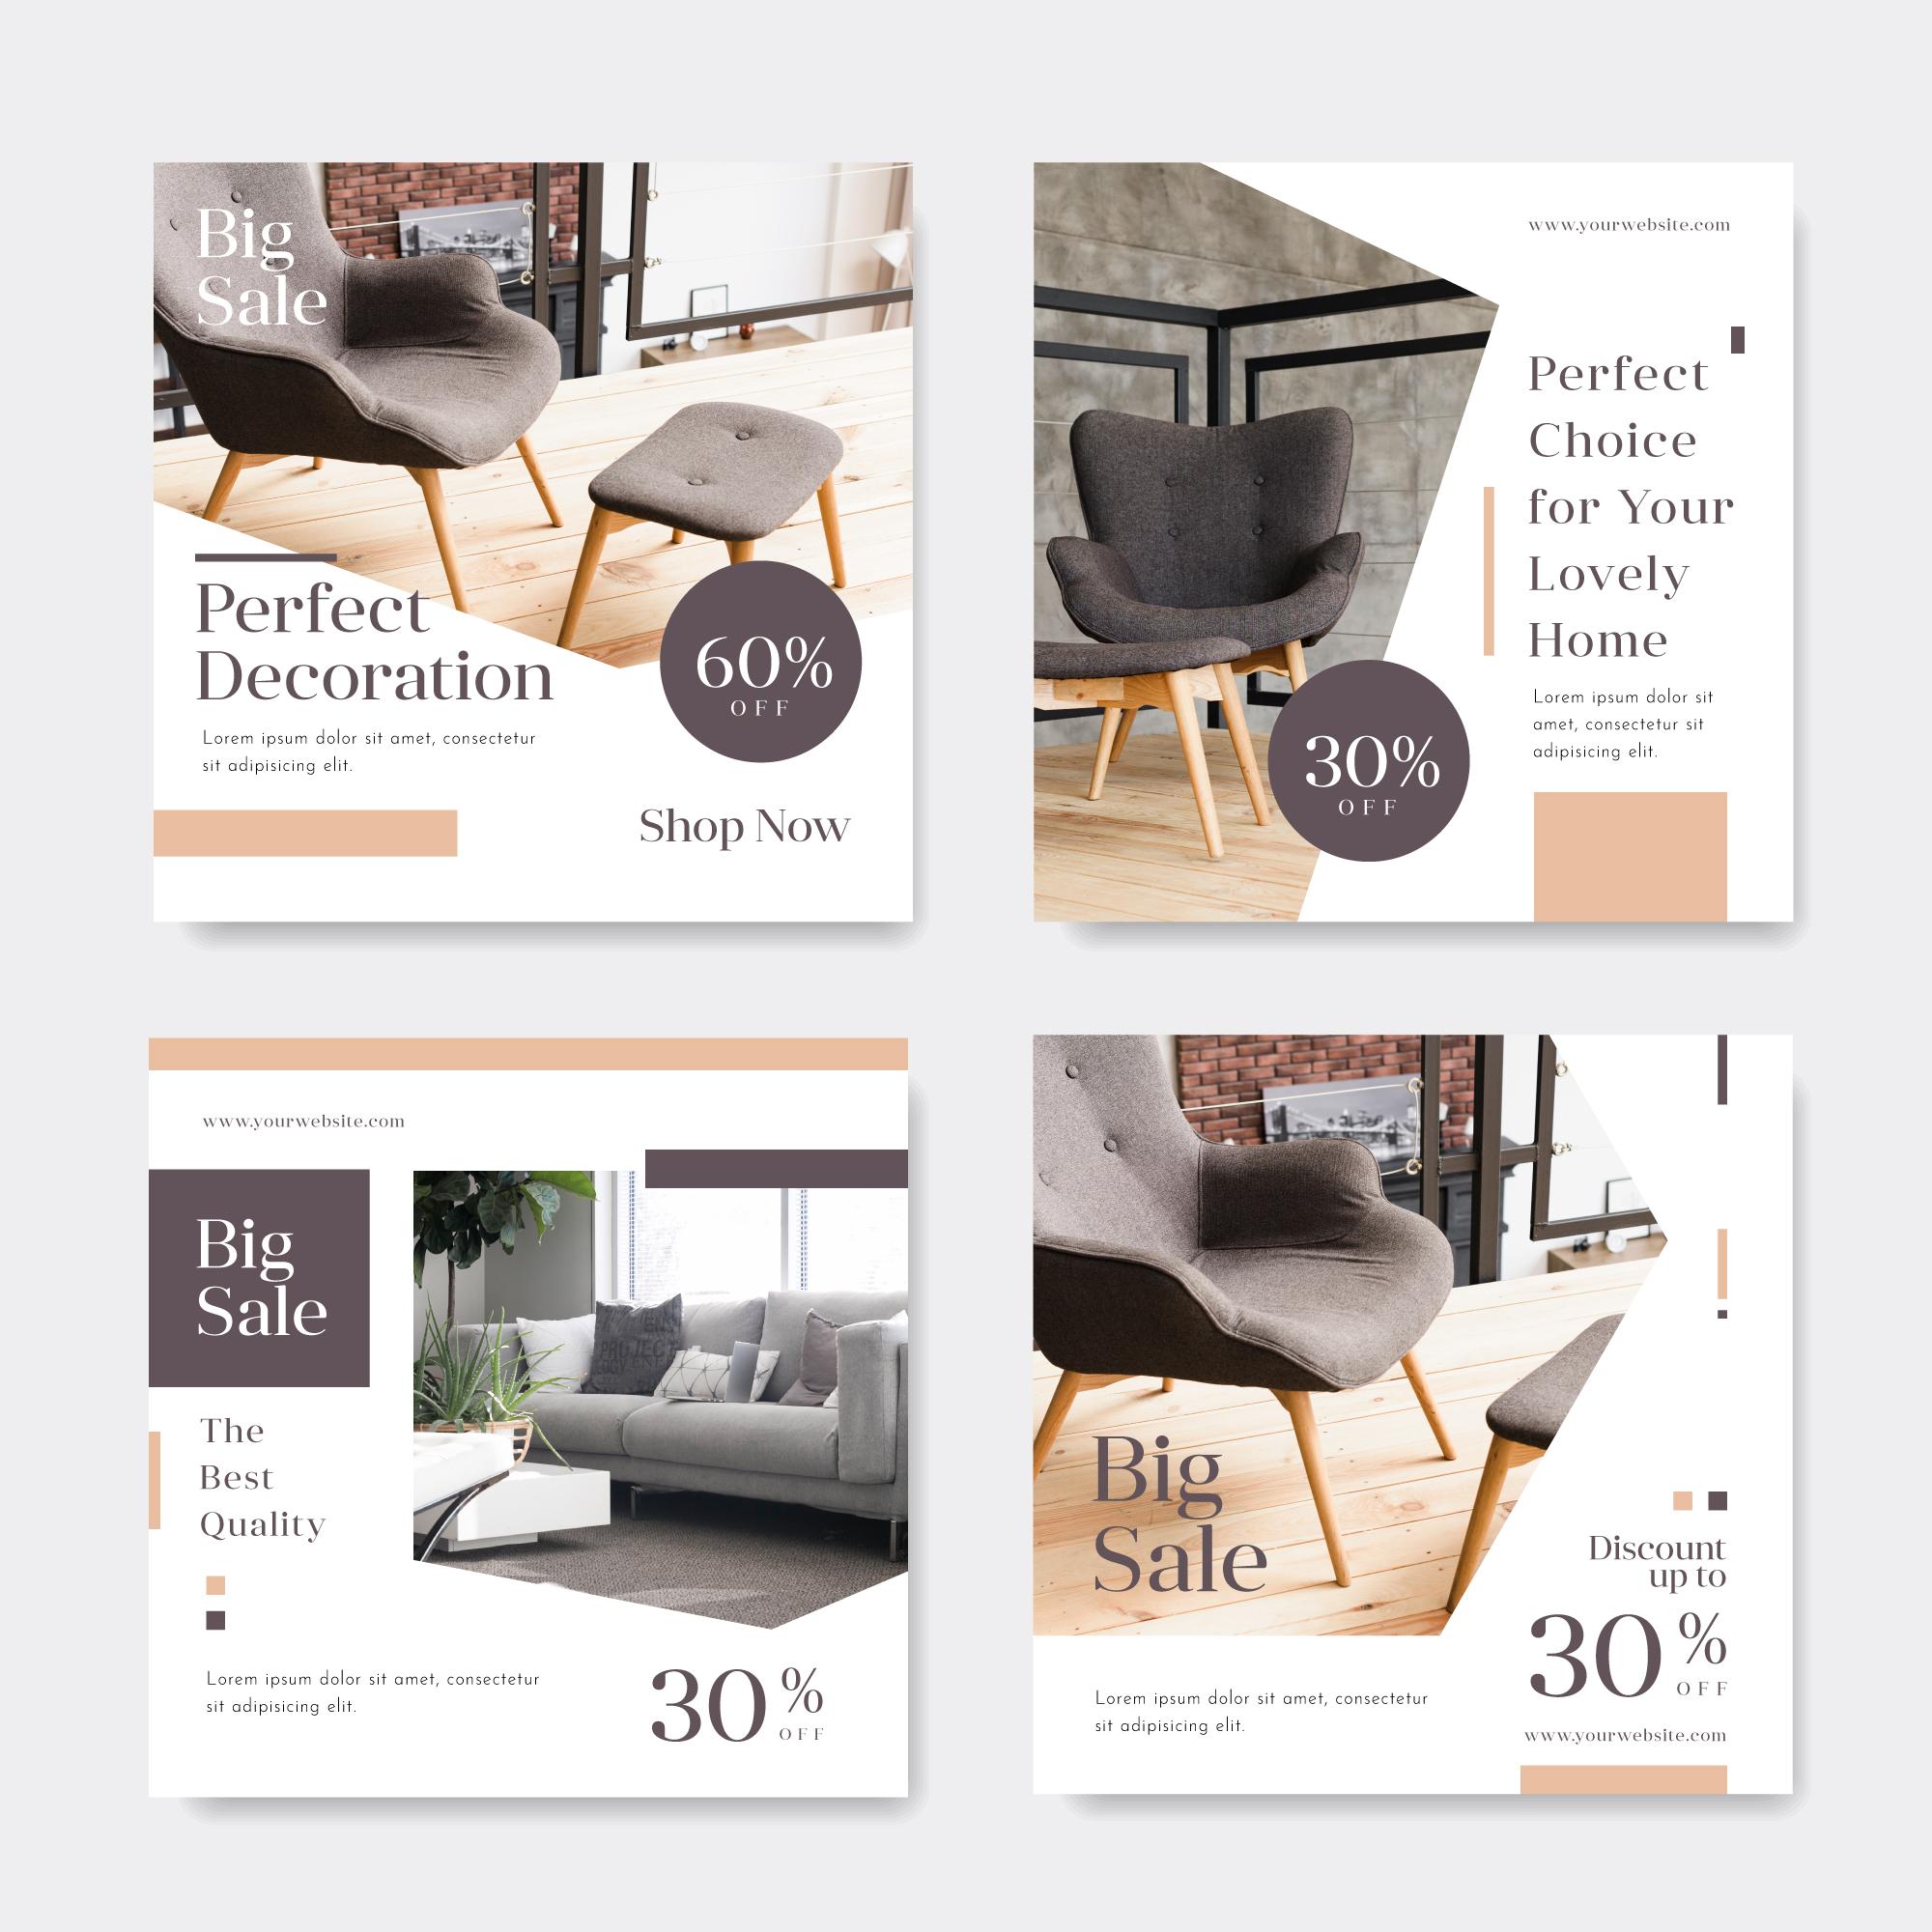 Big
Sale
Perfect
Decoration
Lorem ipsum dolor sit amet, consectetur
sit adipisicing elit.
60%
OFF
Shop Now
www.yourwebsite.com
Perfect
Choice
for Your
Lovely
Home
Lorem ipsum dolor sit
amet, consectetur sit
adipisicing elit.
30%
OFF
www.yourwebsite.com
Big
Sale
The
Best
Quality
Lorem ipsum dolor sit amet, consectetur
sit adipisicing elit.
30%
OFF
Big
Sale
Lorem ipsum dolor sit amet, consectetur
sit adipisicing elit.
Discount
up to
30%
OFF
www.yourwebsite.com